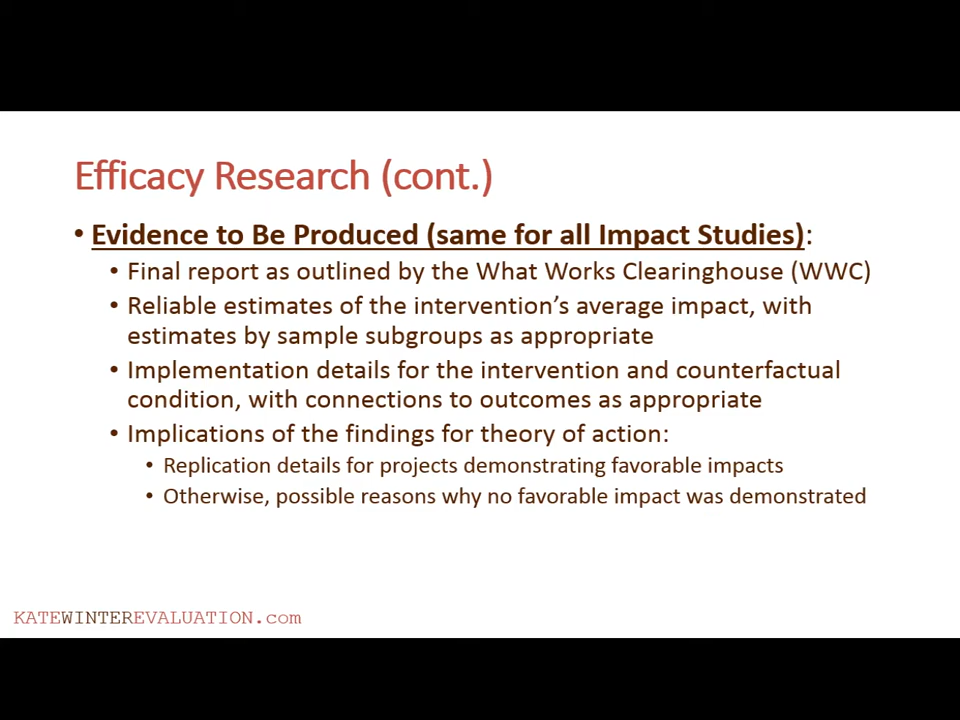 Efficacy Research (cont.)
• Evidence to Be Produced (same for all Impact Studies):
• Final report as outlined by the What Works Clearinghouse (WWC)
• Reliable estimates of the intervention's average impact, with
estimates by sample subgroups as appropriate
• Implementation details for the intervention and counterfactual
condition, with connections to outcomes as appropriate
• Implications of the findings for theory of action:
• Replication details for projects demonstrating favorable impacts
• Otherwise, possible reasons why no favorable impact was demonstrated
KATEWINTEREVALUATION.com